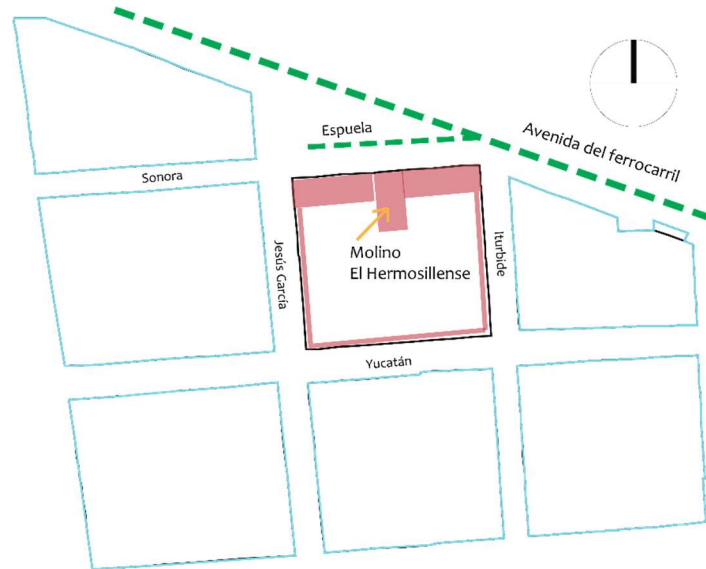 Espuela
Avenida del ferrocarril
Sonora
Jesús García
Molino
El Hermosillense
Iturbide
Yucatán